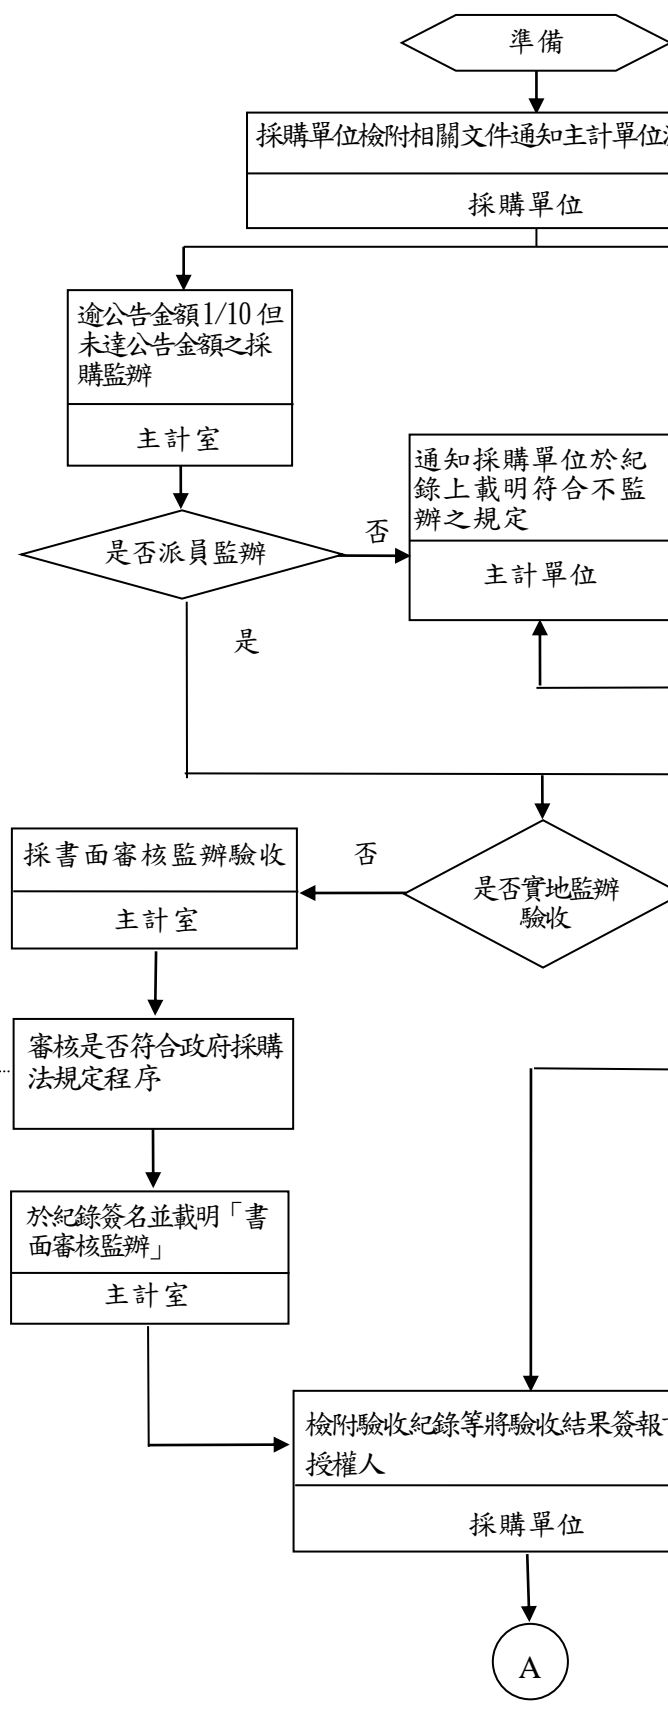 準備
採購單位檢附相關文件通知主計單位
採購單位
逾公告金額1/10但
未達公告金額之採
購監辦
主計室
通知採購單位於紀
錄上載明符合不監
辦之規定
主計單位
是否派員監辦
否
是
採書面審核監辦驗收
主計室
否
是否實地監辦
驗收
審核是否符合政府採購
法規定程序
於紀錄簽名並載明「書
面審核監辦」
主計室
檢附驗收紀錄等將驗收結果簽報
授權人
採購單位
A